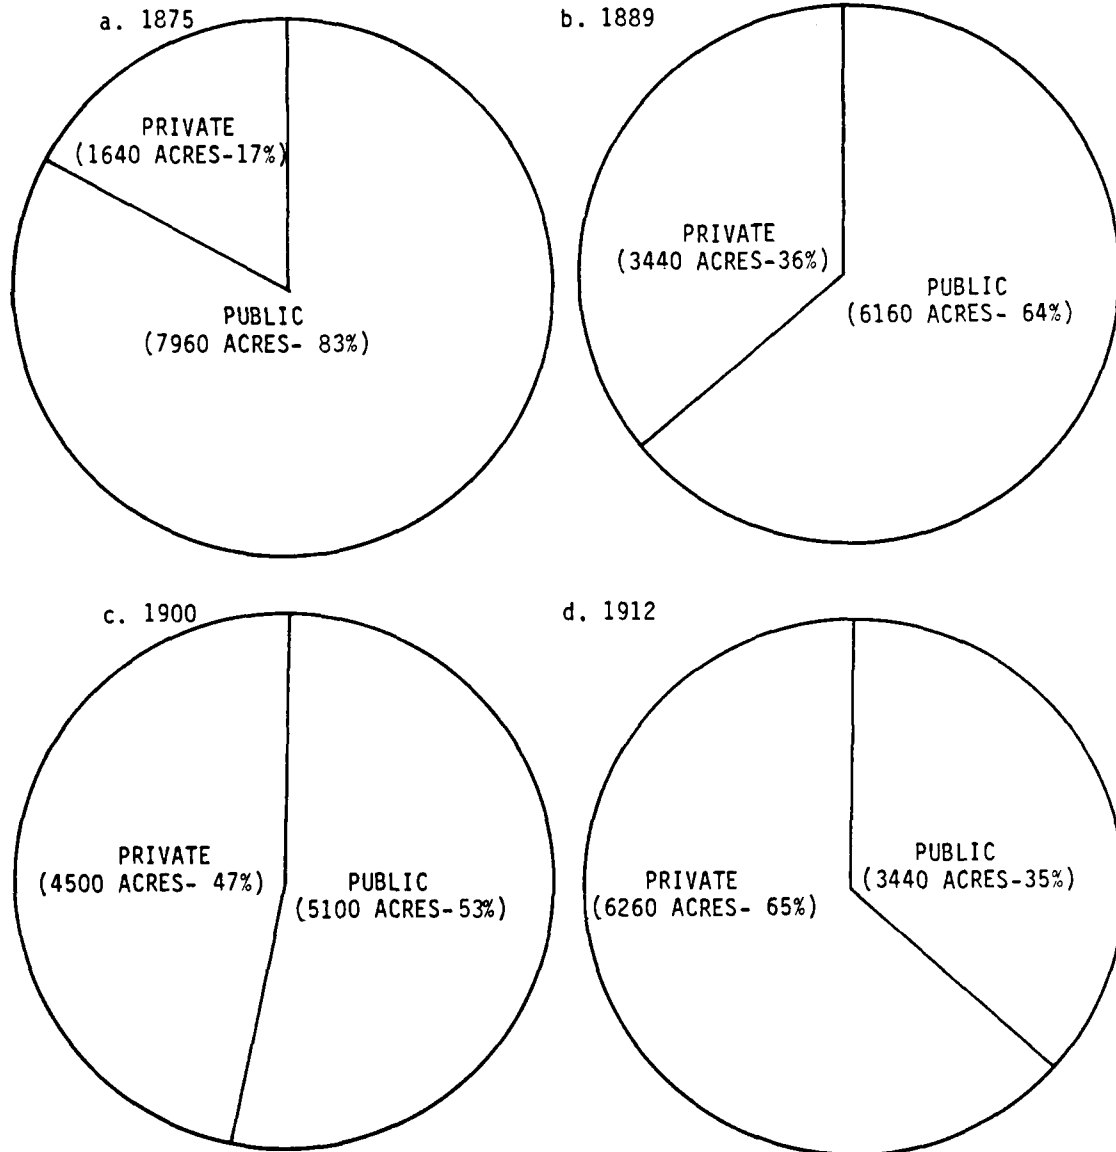 a. 1875
PRIVATE
(1640 ACRES-17%)
PUBLIC
(7960 ACRES- 83%)
b. 1889
PRIVATE
(3440 ACRES-36%)
PUBLIC
(6160 ACRES- 64%)
c. 1900
PRIVATE
(4500 ACRES- 47%)
PUBLIC
(5100 ACRES-53%)
d. 1912
PRIVATE
(6260 ACRES- 65%)
PUBLIC
(3440 ACRES-35%)